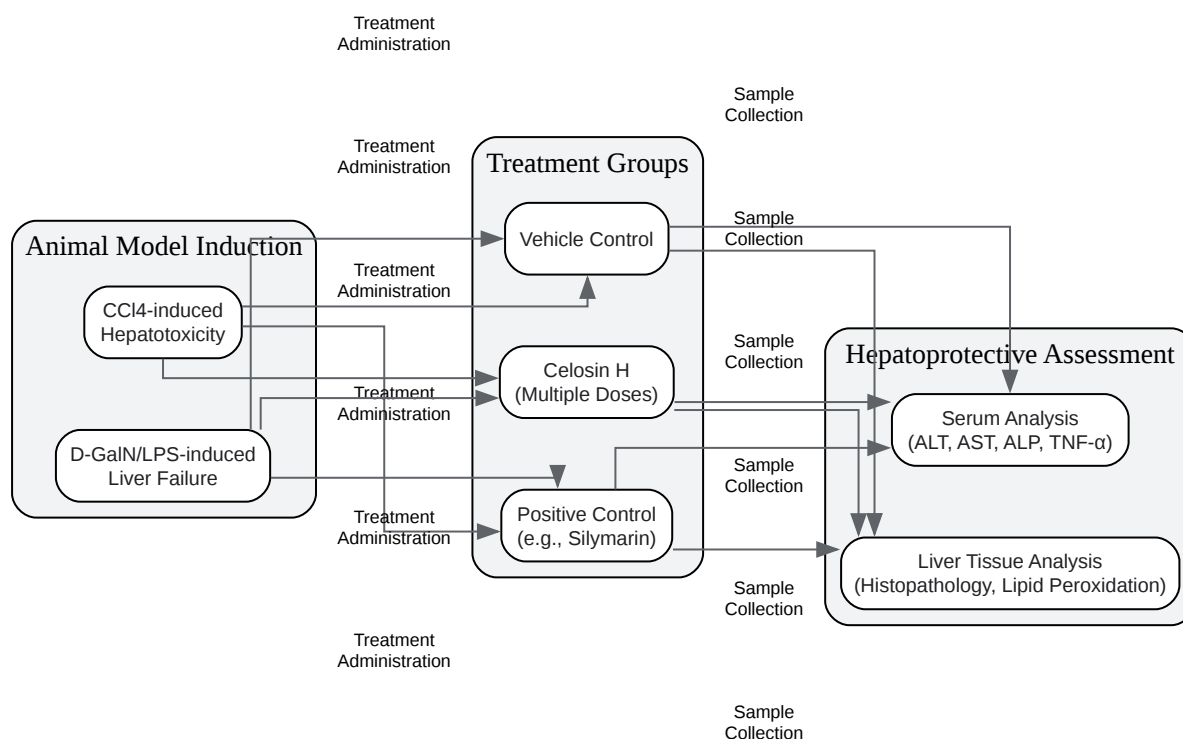 Treatment
Administration
Sample
Collection
Treatment
Administration
Treatment Groups
Animal Model Induction
Vehicle Control
Sample
Collection
Treatment
Administration
CCl4-induced
Hepatotoxicity
Sample
Collection
Hepatoprotective Assessment
Celosin H
(Multiple Doses)
Treatment
Administration
Serum Analysis
(ALT, AST, ALP, TNF-α)
D-GalN/LPS-induced
Liver Failure
Sample
Collection
Positive Control
(e.g., Silymarin)
Treatment
Administration
Liver Tissue Analysis
(Histopathology, Lipid Peroxidation)
Sample
Collection
Treatment
Administration
Sample
Collection